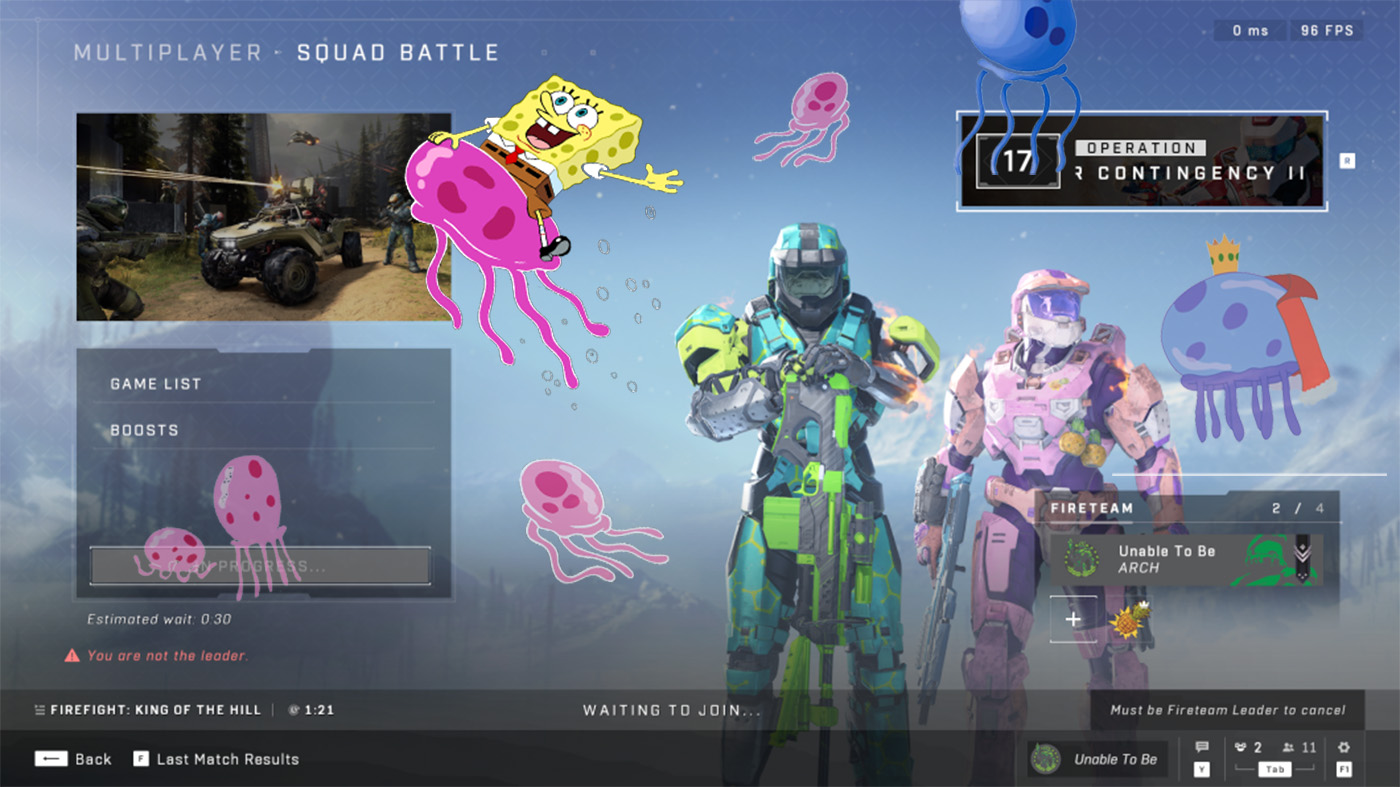 MULTIPLAYER - SQUAD BATTLE
0 ms
96 FPS
17
OPERATION
R CONTINGENCY II
R
GAME LIST
BOOSTS
IN PROGRESS...
Estimated wait: 0:30
You are not the leader.
FIRETEAM
2 / 4
Unable To Be
ARCH
+
FIREFIGHT: KING OF THE HILL
1:21
WAITING TO JOIN...
Must be Fireteam Leader to cancel
Back
F
Last Match Results
Unable To Be
Y
2
11
Tab
F1